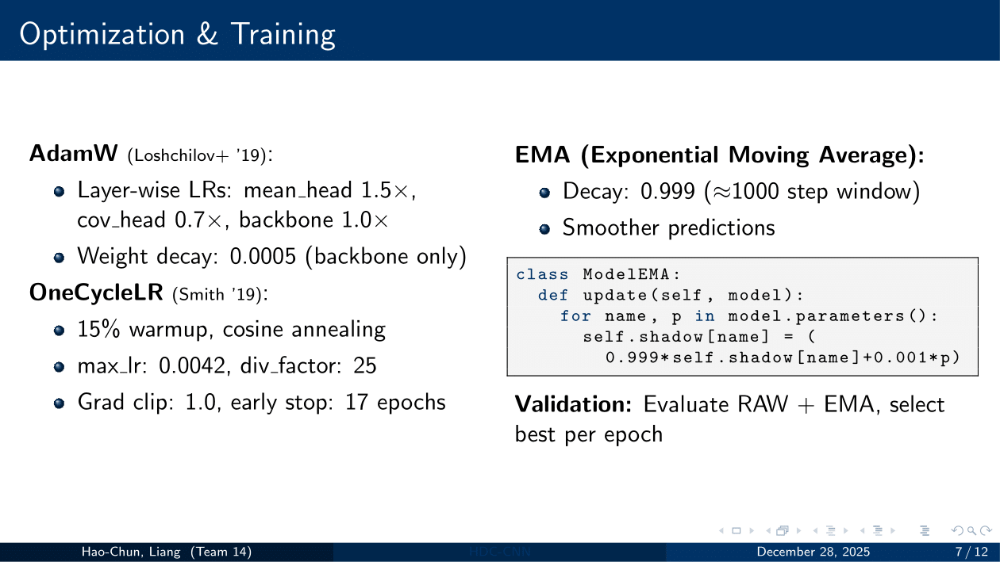 Optimization & Training
AdamW (Loshchilov+ '19):
Layer-wise LRs: mean_head 1.5×,
cov_head 0.7×, backbone 1.0×
Weight decay: 0.0005 (backbone only)
OneCycleLR (Smith '19):
15% warmup, cosine annealing
max_lr: 0.0042, div_factor: 25
Grad clip: 1.0, early stop: 17 epochs
EMA (Exponential Moving Average):
Decay: 0.999 (≈1000 step window)
Smoother predictions
class ModelEMA:
  def update(self, model):
    for name, p in model.parameters():
      self.shadow[name] = (
        0.999*self.shadow[name]+0.001*p)
Validation: Evaluate RAW + EMA, select
best per epoch
Hao-Chun, Liang (Team 14)
HDC-CNN
December 28, 2025
7 / 12